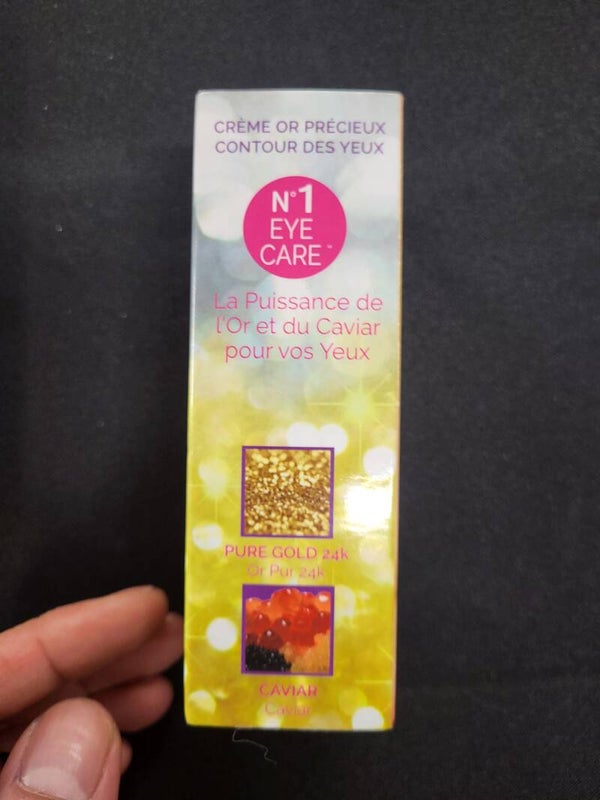 CRÈME OR PRÉCIEUX
CONTOUR DES YEUX
N°1
EYE
CARE™
La Puissance de
l'Or et du Caviar
pour vos Yeux
PURE GOLD 24k
Or Pur 24k
CAVIAR
Caviar